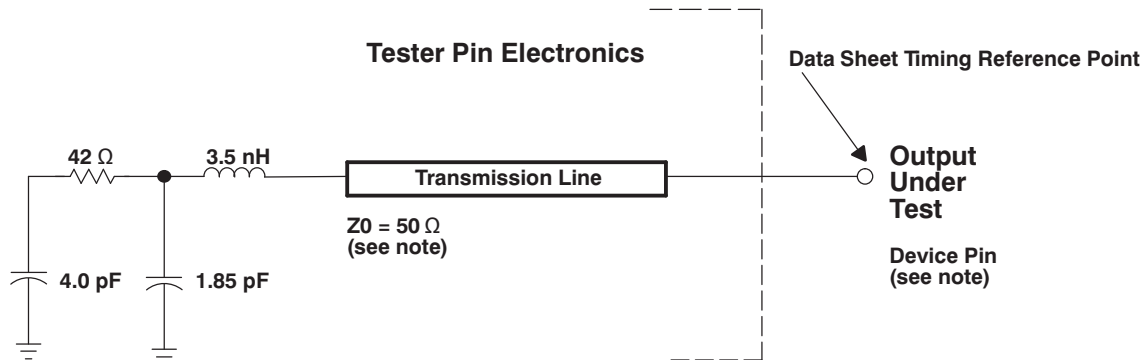 Tester Pin Electronics
Data Sheet Timing Reference Point
42 Ω
3.5 nH
Transmission Line
Output
Under
Test
Z0 = 50 Ω
(see note)
Device Pin
(see note)
4.0 pF
1.85 pF